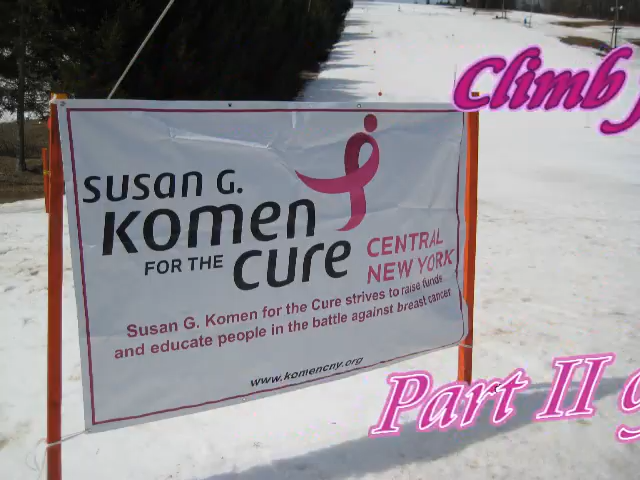 Climb f
SUSAN G.
Komen
FOR THE cure
CENTRAL
NEW YORK
Susan G. Komen for the Cure strives to raise funds
and educate people in the battle against breast cancer
www.komencny.org
Part II g